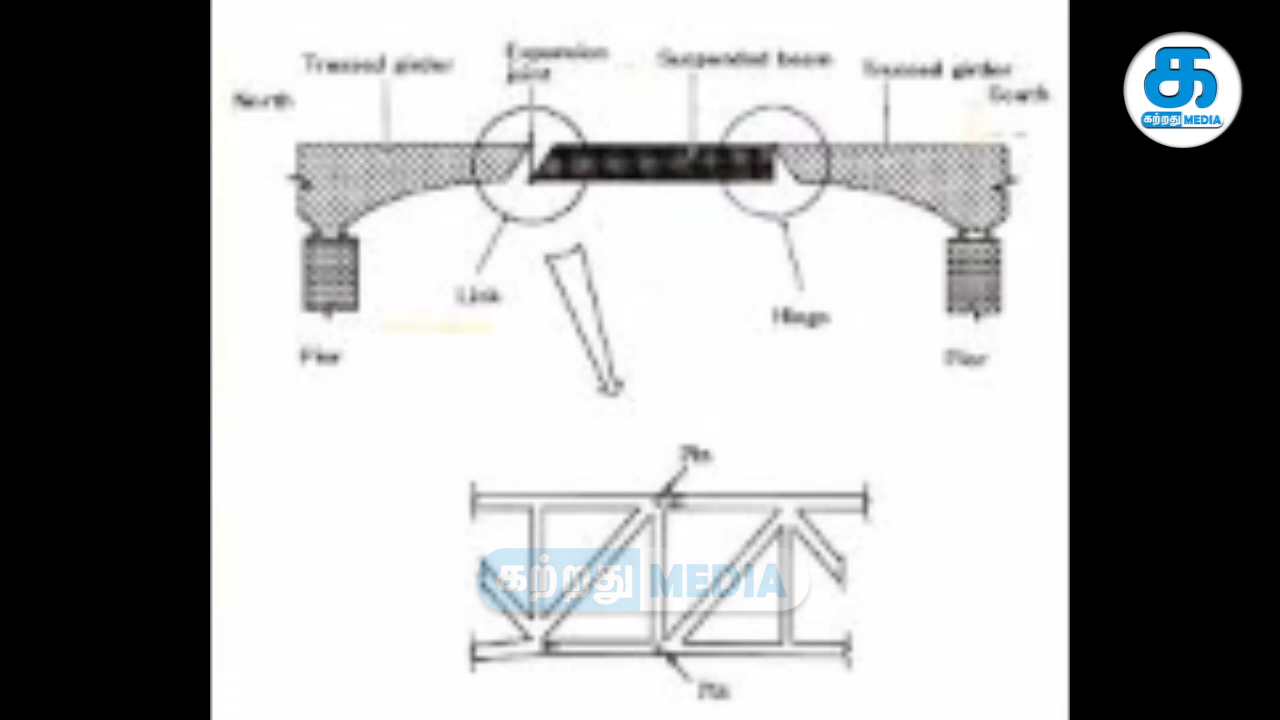 Expansion
joint
Trussed girder
Suspended beam
Trussed girder
North
South
Link
Hinge
Pier
Pier
Pin
Pin
க
கற்றது MEDIA
கற்றது MEDIA